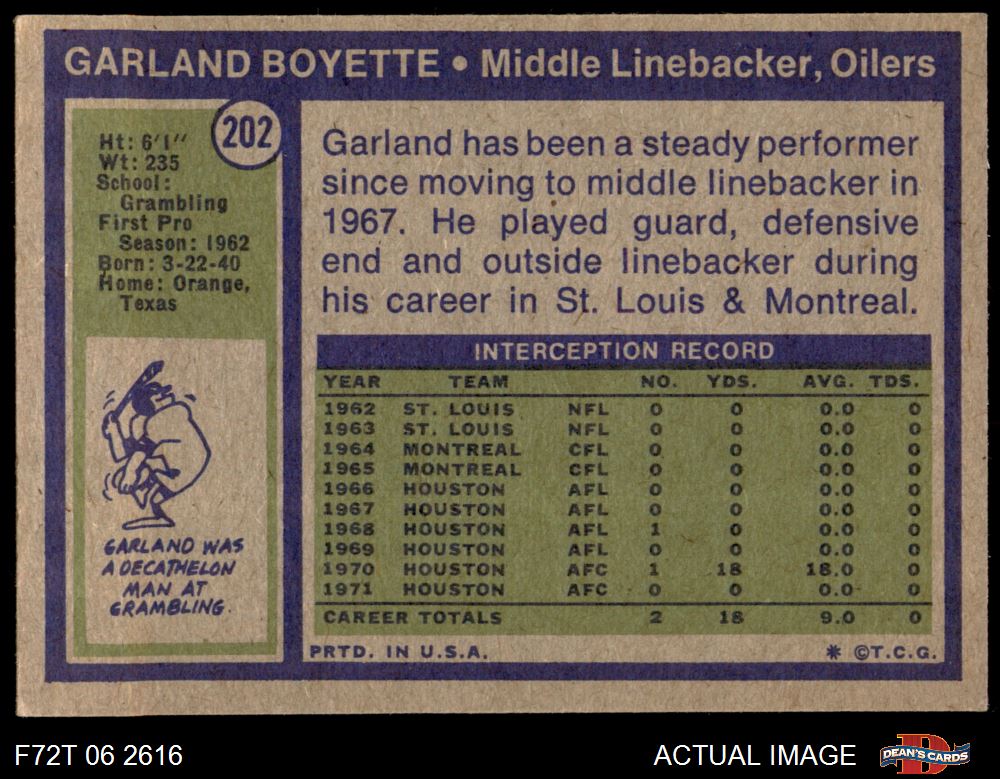 GARLAND BOYETTE • Middle Linebacker, Oilers
202
Ht: 6'1"
Wt: 235
School:
Grambling
First Pro
Season: 1962
Born: 3-22-40
Home: Orange,
Texas
GARLAND WAS
A DECATHELON
MAN AT
GRAMBLING.
Garland has been a steady performer
since moving to middle linebacker in
1967. He played guard, defensive
end and outside linebacker during
his career in St. Louis & Montreal.
INTERCEPTION RECORD
YEAR TEAM NO. YDS. AVG. TDS.
1962 ST. LOUIS NFL 0 0 0.0 0
1963 ST. LOUIS NFL 0 0 0.0 0
1964 MONTREAL CFL 0 0 0.0 0
1965 MONTREAL CFL 0 0 0.0 0
1966 HOUSTON AFL 0 0 0.0 0
1967 HOUSTON AFL 0 0 0.0 0
1968 HOUSTON AFL 1 0 0.0 0
1969 HOUSTON AFL 0 0 0.0 0
1970 HOUSTON AFC 1 18 18.0 0
1971 HOUSTON AFC 0 0 0.0 0
CAREER TOTALS 2 18 9.0 0
PRTD. IN U.S.A. * ©T.C.G.
F72T 06 2616 ACTUAL IMAGE
DEAN'S CARDS